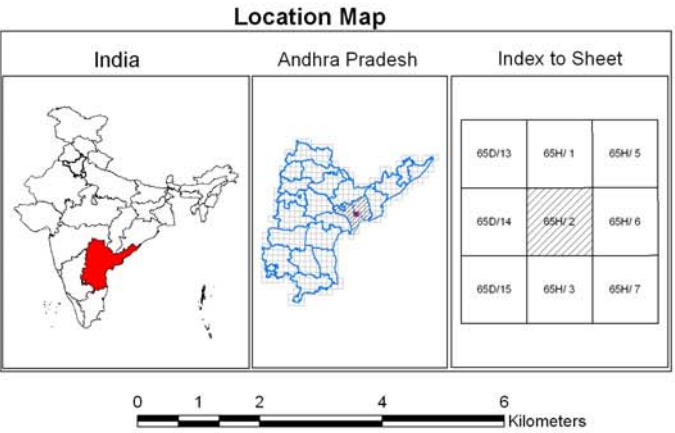 Location Map
India
Andhra Pradesh
Index to Sheet
65D/13 65H/ 1 65H/ 5
65D/14 65H/ 2 65H/ 6
65D/15 65H/ 3 65H/ 7
0 1 2 4 6
Kilometers